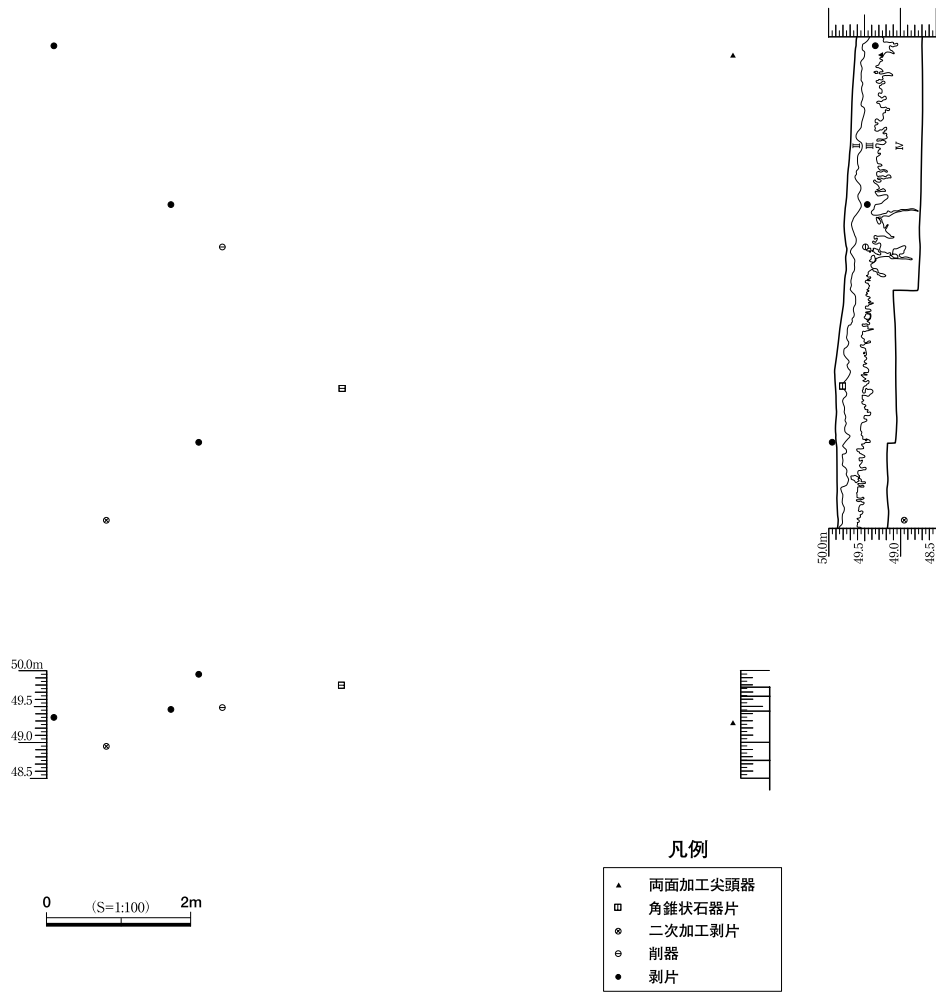 Ⅱ Ⅲ Ⅳ
50.0m
49.5
49.0
48.5
50.0m
49.5
49.0
48.5
0 (S=1:100) 2m
凡例
両面加工尖頭器
角錐状石器片
二次加工剥片
削器
剥片